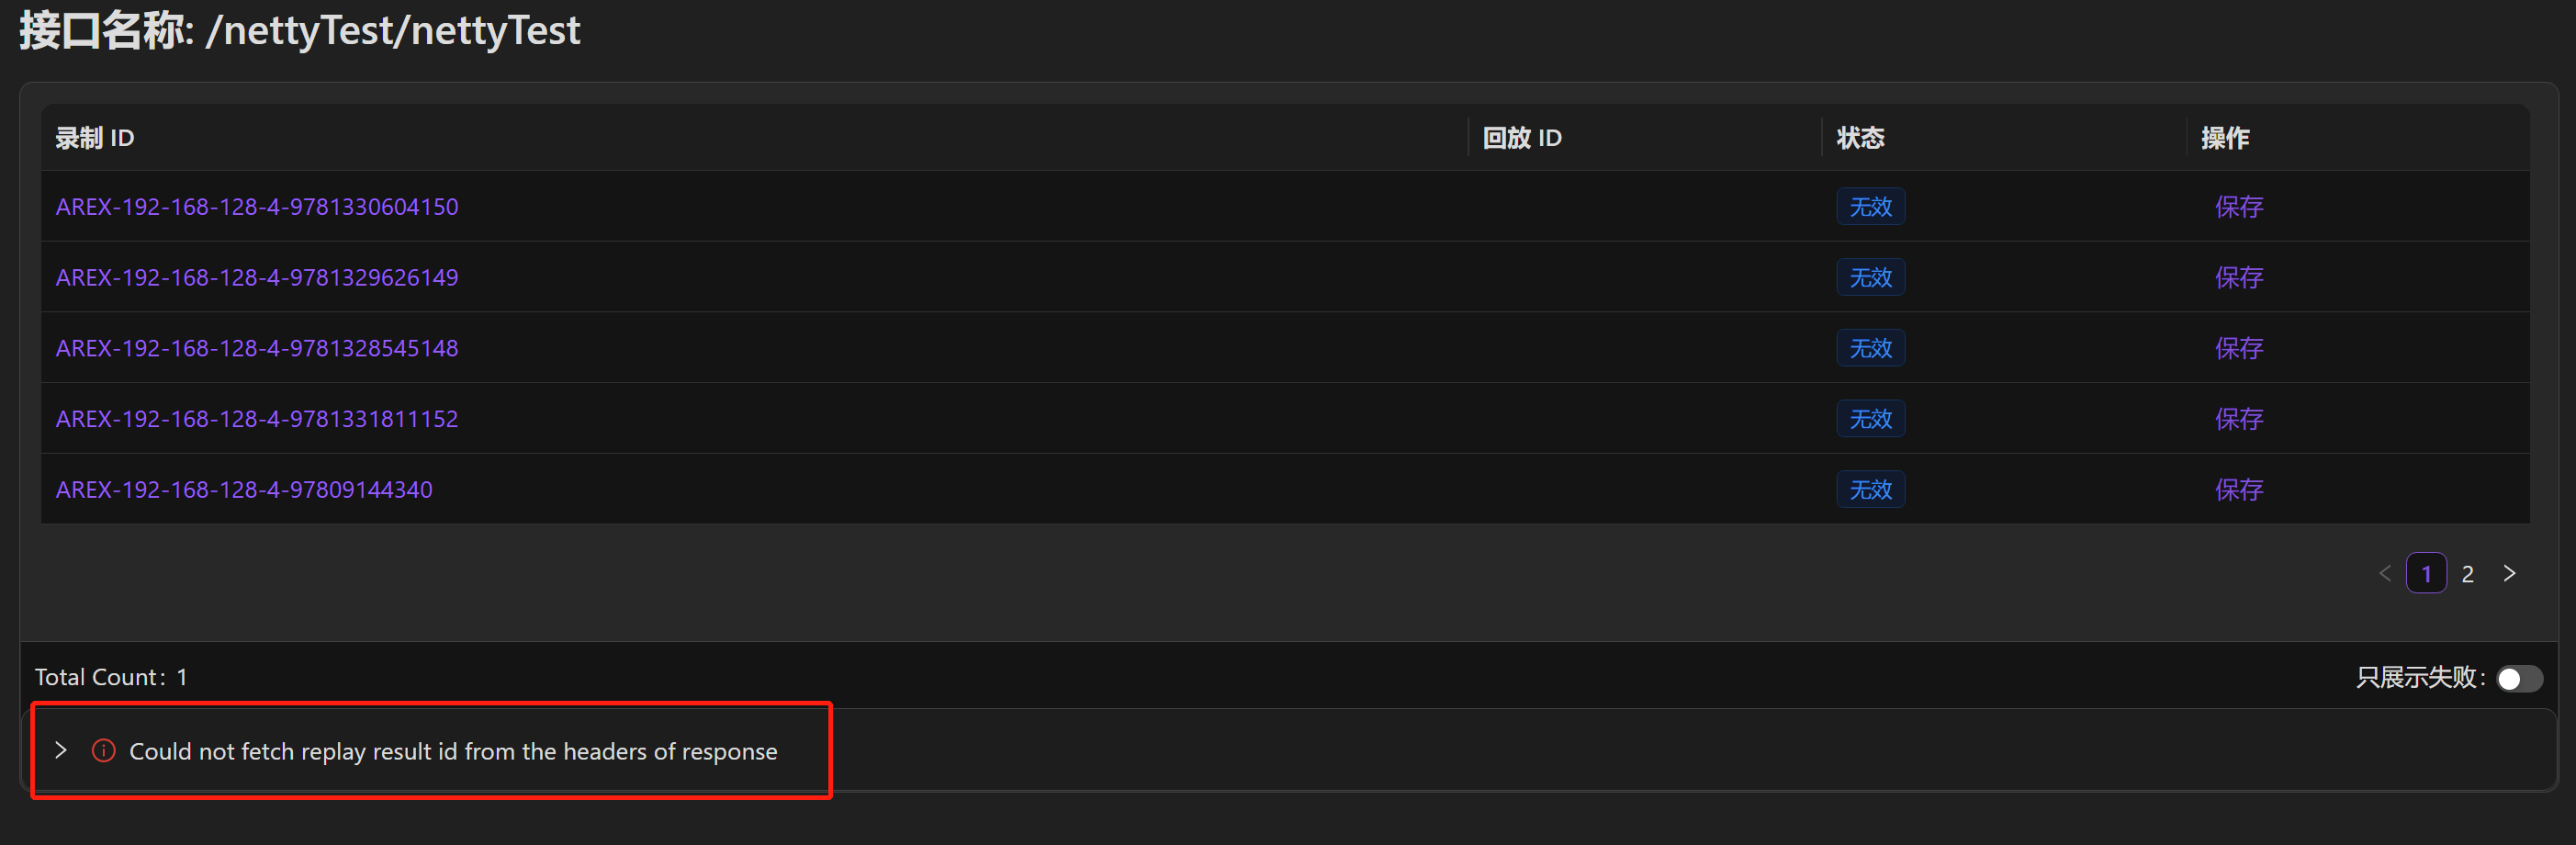 接口名称: /nettyTest/nettyTest
录制 ID 回放 ID 状态 操作
AREX-192-168-128-4-9781330604150 无效 保存
AREX-192-168-128-4-9781329626149 无效 保存
AREX-192-168-128-4-9781328545148 无效 保存
AREX-192-168-128-4-9781331811152 无效 保存
AREX-192-168-128-4-97809144340 无效 保存
< 1 2 >
Total Count: 1 只展示失败:
> Could not fetch replay result id from the headers of response